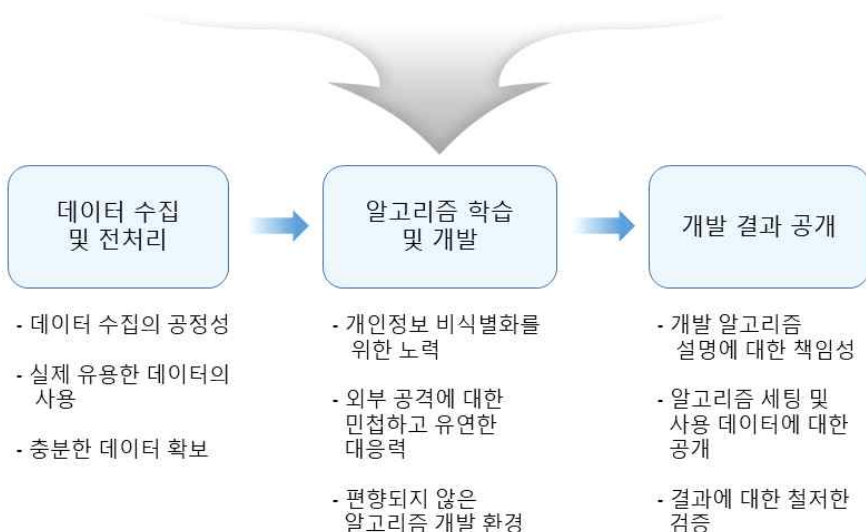 데이터 수집
및 전처리
알고리즘 학습
및 개발
개발 결과 공개
- 데이터 수집의 공정성
- 실제 유용한 데이터의
사용
- 충분한 데이터 확보
- 개인정보 비식별화를
위한 노력
- 외부 공격에 대한
민첩하고 유연한
대응력
- 편향되지 않은
알고리즘 개발 환경
- 개발 알고리즘
설명에 대한 책임성
- 알고리즘 세팅 및
사용 데이터에 대한
공개
- 결과에 대한 철저한
검증